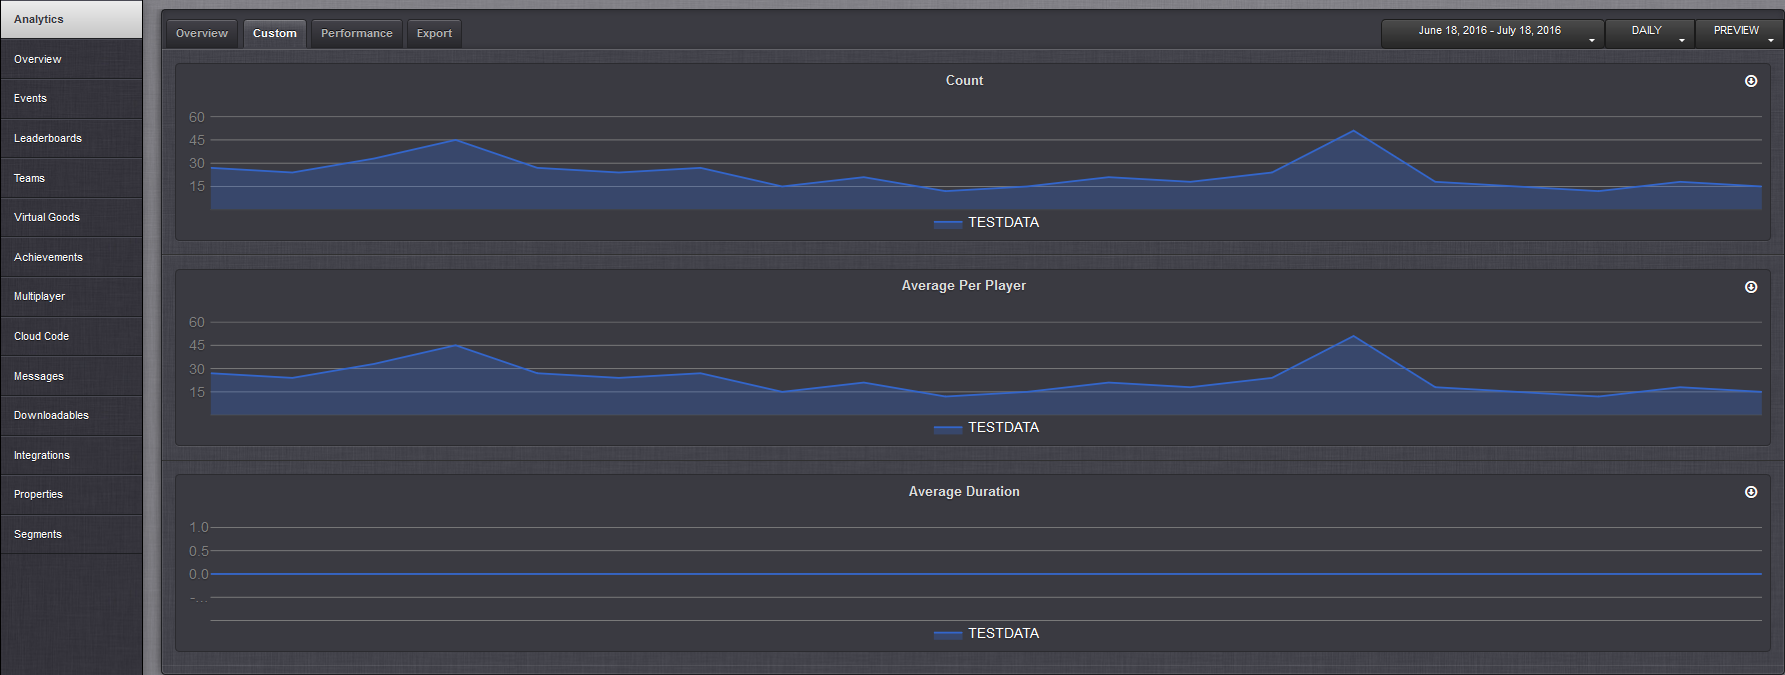 Analytics
Overview
Events
Leaderboards
Teams
Virtual Goods
Achievements
Multiplayer
Cloud Code
Messages
Downloadables
Integrations
Properties
Segments
Overview Custom Performance Export
June 18, 2016 - July 18, 2016 DAILY PREVIEW
Count
60
45
30
15
TESTDATA
Average Per Player
60
45
30
15
TESTDATA
Average Duration
1.0
0.5
0.0
-...
TESTDATA